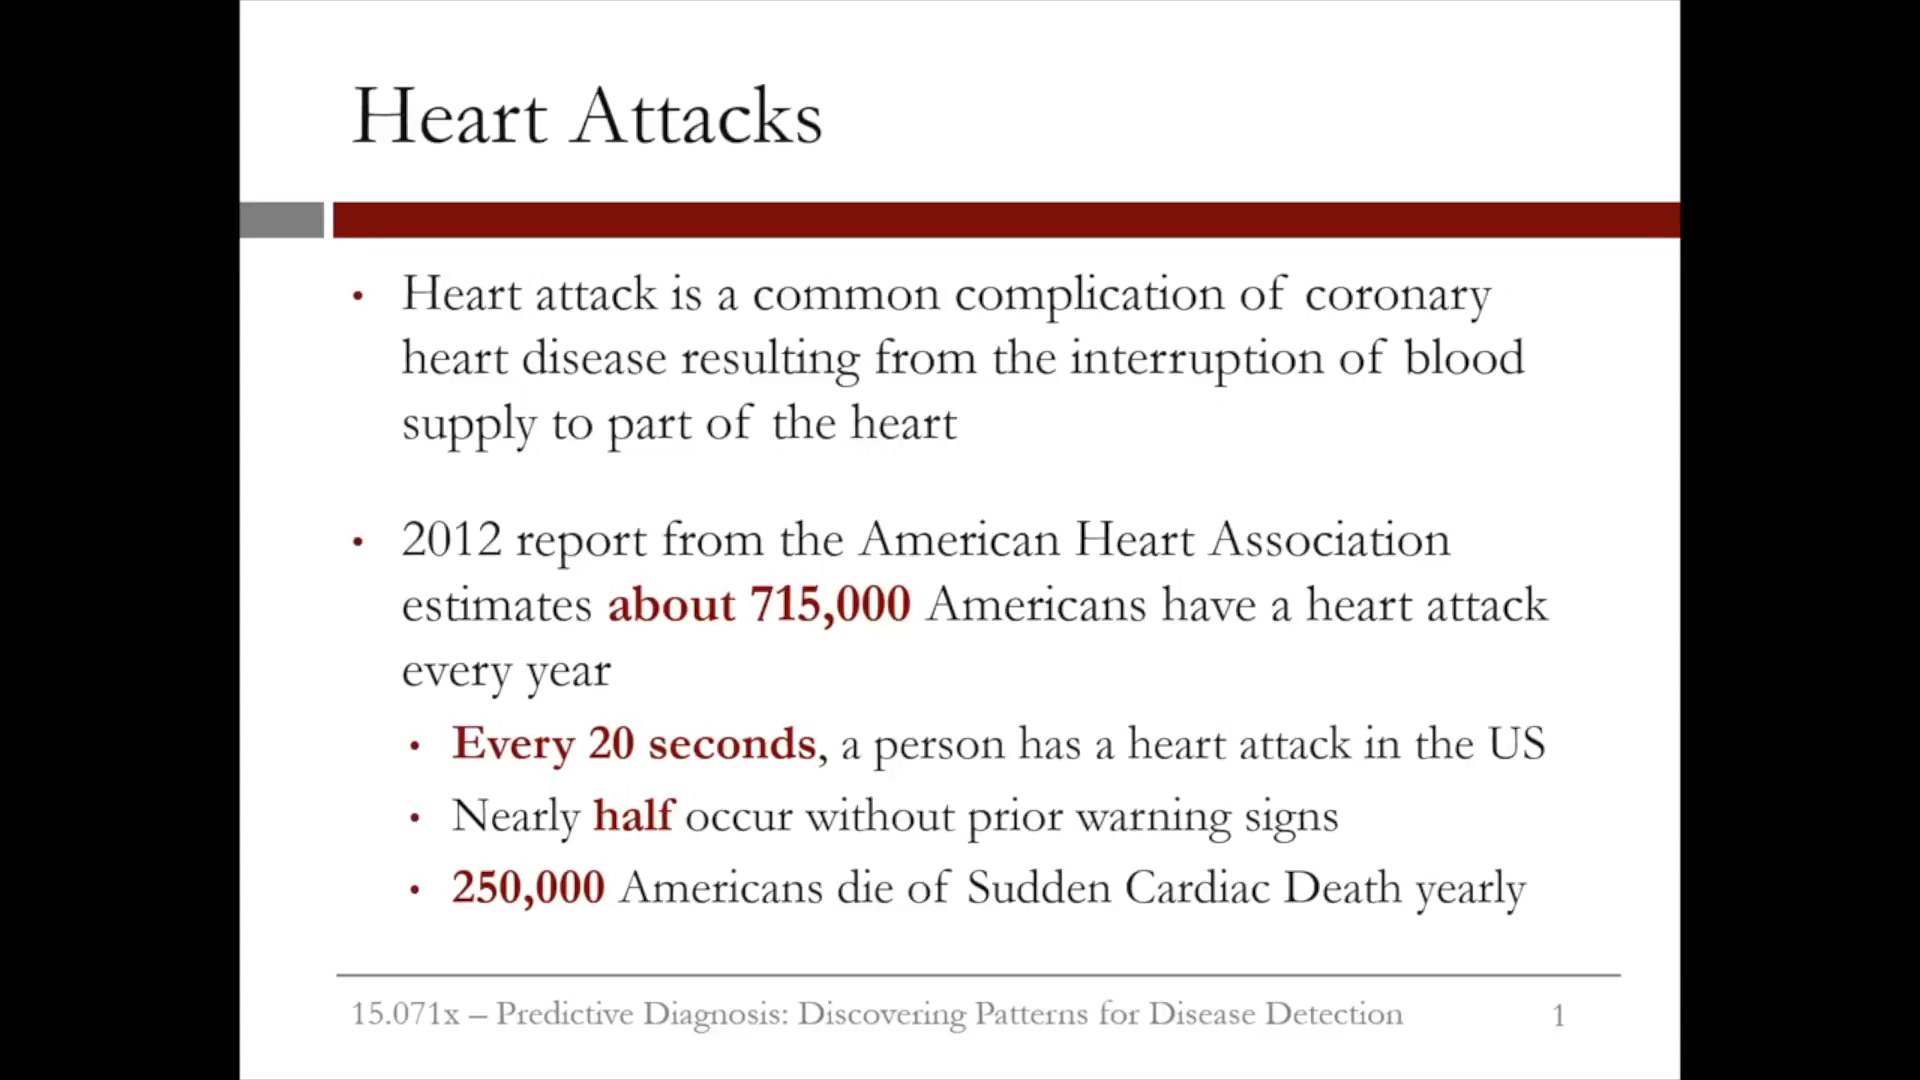 Heart Attacks
• Heart attack is a common complication of coronary
heart disease resulting from the interruption of blood
supply to part of the heart
• 2012 report from the American Heart Association
estimates about 715,000 Americans have a heart attack
every year
• Every 20 seconds, a person has a heart attack in the US
• Nearly half occur without prior warning signs
• 250,000 Americans die of Sudden Cardiac Death yearly
15.071x – Predictive Diagnosis: Discovering Patterns for Disease Detection 1